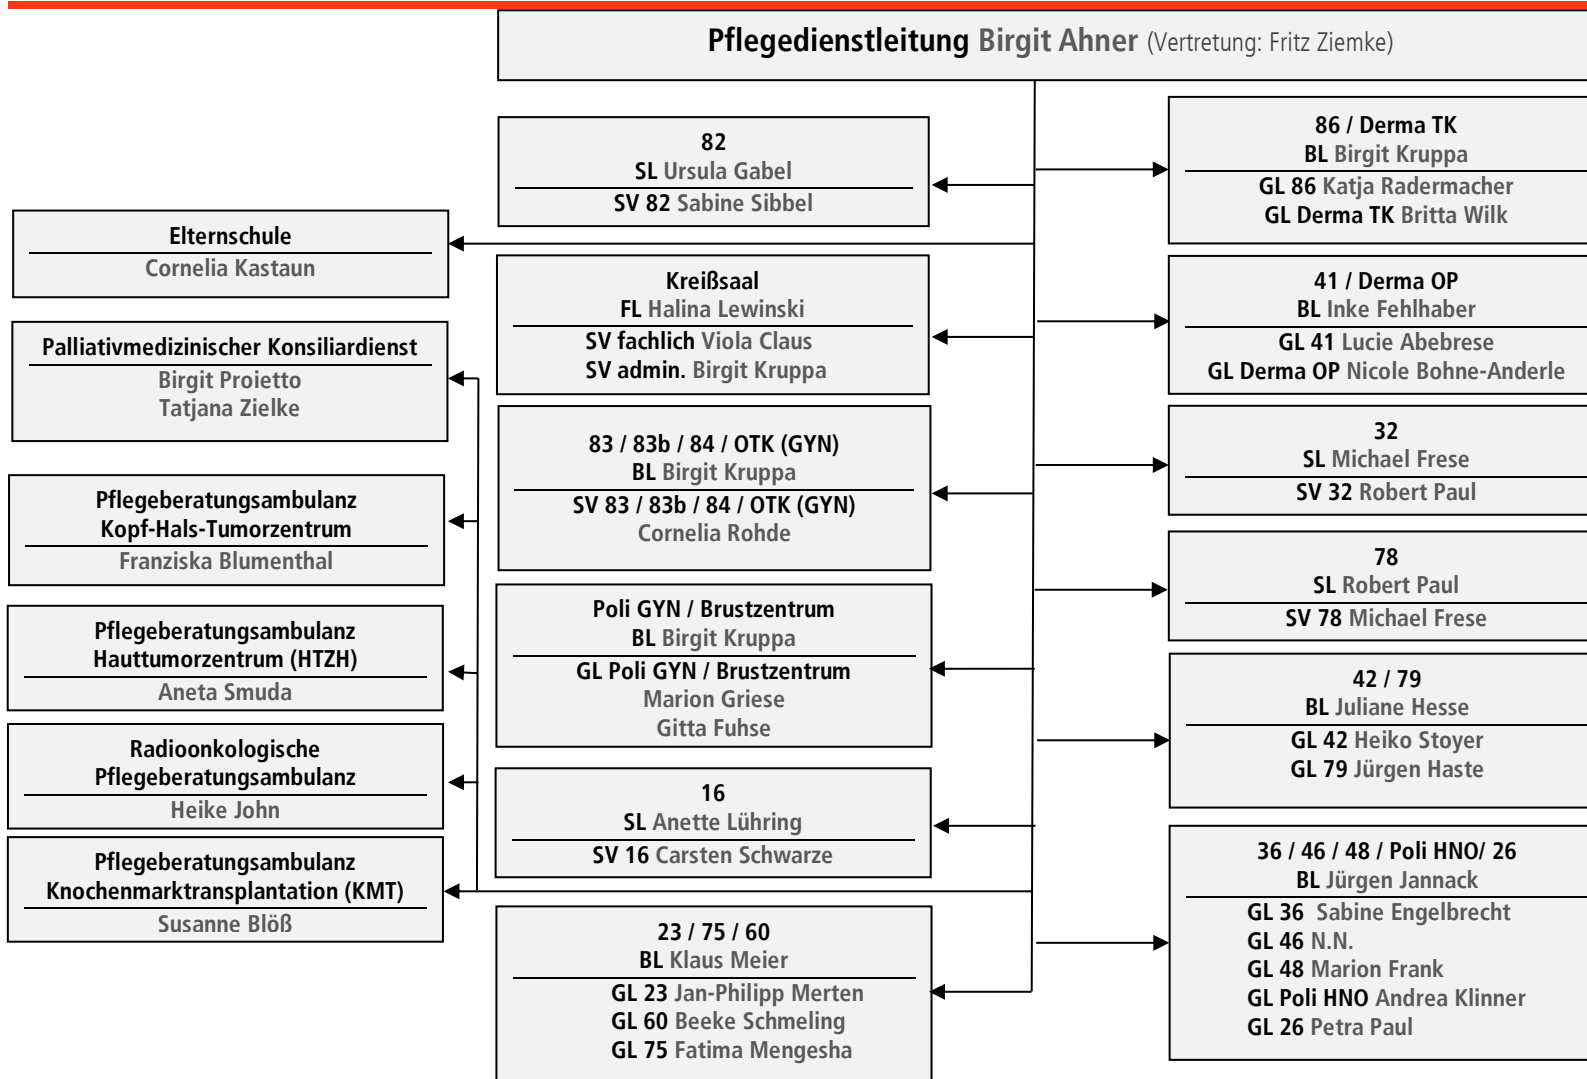 Pflegedienstleitung Birgit Ahner (Vertretung: Fritz Ziemke)
Elternschule
Cornelia Kastaun
Palliativmedizinischer Konsiliardienst
Birgit Proietto
Tatjana Zielke
Pflegeberatungsambulanz
Kopf-Hals-Tumorzentrum
Franziska Blumenthal
Pflegeberatungsambulanz
Hauttumorzentrum (HTZH)
Aneta Smuda
Radioonkologische
Pflegeberatungsambulanz
Heike John
Pflegeberatungsambulanz
Knochenmarktransplantation (KMT)
Susanne Blöß
82
SL Ursula Gabel
SV 82 Sabine Sibbel
Kreißsaal
FL Halina Lewinski
SV fachlich Viola Claus
SV admin. Birgit Kruppa
83 / 83b / 84 / OTK (GYN)
BL Birgit Kruppa
SV 83 / 83b / 84 / OTK (GYN)
Cornelia Rohde
Poli GYN / Brustzentrum
BL Birgit Kruppa
GL Poli GYN / Brustzentrum
Marion Griese
Gitta Fuhse
16
SL Anette Lühring
SV 16 Carsten Schwarze
23 / 75 / 60
BL Klaus Meier
GL 23 Jan-Philipp Merten
GL 60 Beeke Schmeling
GL 75 Fatima Mengesha
86 / Derma TK
BL Birgit Kruppa
GL 86 Katja Radermacher
GL Derma TK Britta Wilk
41 / Derma OP
BL Inke Fehlhaber
GL 41 Lucie Abebrese
GL Derma OP Nicole Bohne-Anderle
32
SL Michael Frese
SV 32 Robert Paul
78
SL Robert Paul
SV 78 Michael Frese
42 / 79
BL Juliane Hesse
GL 42 Heiko Stoyer
GL 79 Jürgen Haste
36 / 46 / 48 / Poli HNO/ 26
BL Jürgen Jannack
GL 36 Sabine Engelbrecht
GL 46 N.N.
GL 48 Marion Frank
GL Poli HNO Andrea Klinner
GL 26 Petra Paul